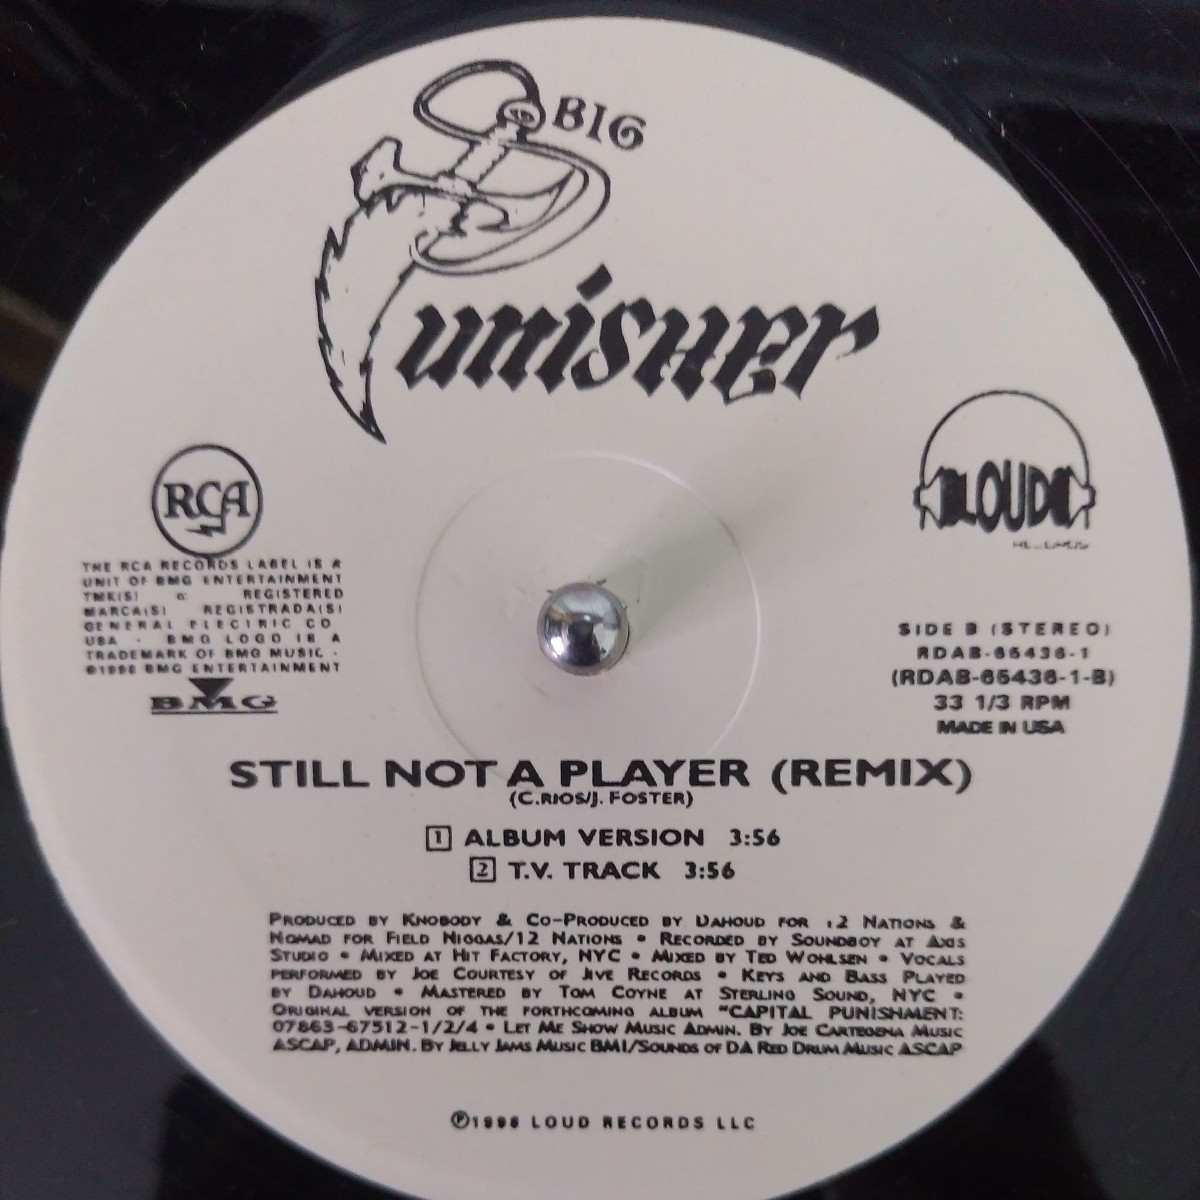 BIG
Punisher
RCA
LOUD
THE RCA RECORDS LABEL IS A
UNIT OF BMG ENTERTAINMENT
TMK(S) ® REGISTERED
MARCA(S) REGISTRADA(S)
GENERAL ELECTRIC CO.
USA - BMG LOGO IS A
TRADEMARK OF BMG MUSIC -
©1998 BMG ENTERTAINMENT
BMG
SIDE B (STEREO)
RDAB-65436-1
(RDAB-65436-1-B)
33 1/3 RPM
MADE IN USA
STILL NOT A PLAYER (REMIX)
(C.RIOS/J. FOSTER)
1 ALBUM VERSION 3:56
2 T.V. TRACK 3:56
PRODUCED BY KNOBODY & CO-PRODUCED BY DAHOUD FOR 12 NATIONS &
NOMAD FOR FIELD NIGGAS/12 NATIONS • RECORDED BY SOUNDBOY AT AXIS
STUDIO • MIXED AT HIT FACTORY, NYC • MIXED BY TED WOHLSEN • VOCALS
PERFORMED BY JOE COURTESY OF JIVE RECORDS • KEYS AND BASS PLAYED
BY DAHOUD • MASTERED BY TOM COYNE AT STERLING SOUND, NYC •
ORIGINAL VERSION OF THE FORTHCOMING ALBUM "CAPITAL PUNISHMENT:
07863-67512-1/2/4 • LET ME SHOW MUSIC ADMIN. BY JOE CARTEGENA MUSIC
ASCAP, ADMIN. BY JELLY JAMS MUSIC BMI/SOUNDS OF DA RED DRUM MUSIC ASCAP
℗1998 LOUD RECORDS LLC